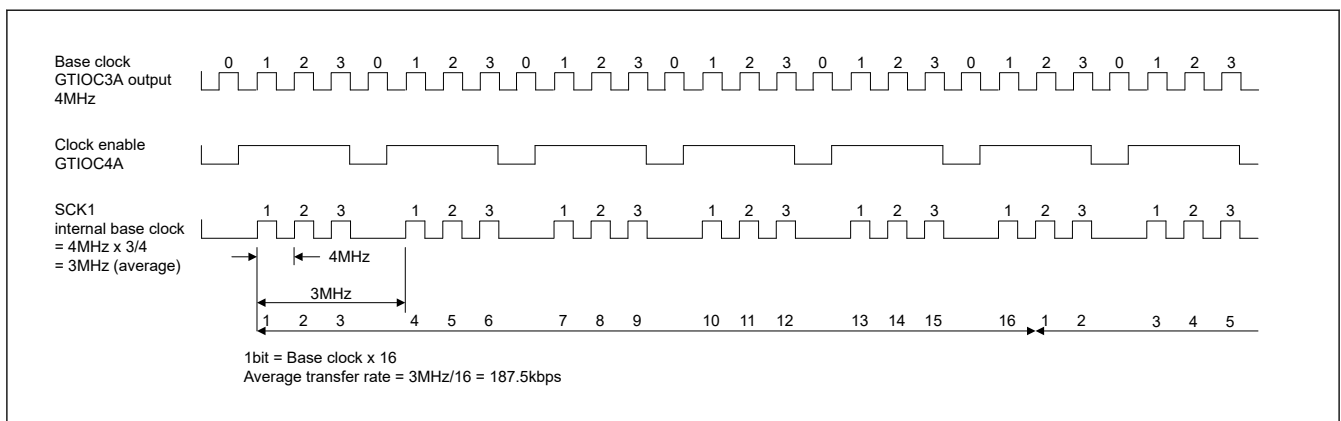 Base clock
GTIOC3A output
4MHz
0 1 2 3 0 1 2 3 0 1 2 3 0 1 2 3 0 1 2 3 0 1 2 3 0 1 2 3
Clock enable
GTIOC4A
SCK1
internal base clock
= 4MHz x 3/4
= 3MHz (average)
1 2 3 1 2 3 1 2 3 1 2 3 1 2 3 1 2 3 1 2 3
4MHz
3MHz
1 2 3 4 5 6 7 8 9 10 11 12 13 14 15 16 1 2 3 4 5
1bit = Base clock x 16
Average transfer rate = 3MHz/16 = 187.5kbps